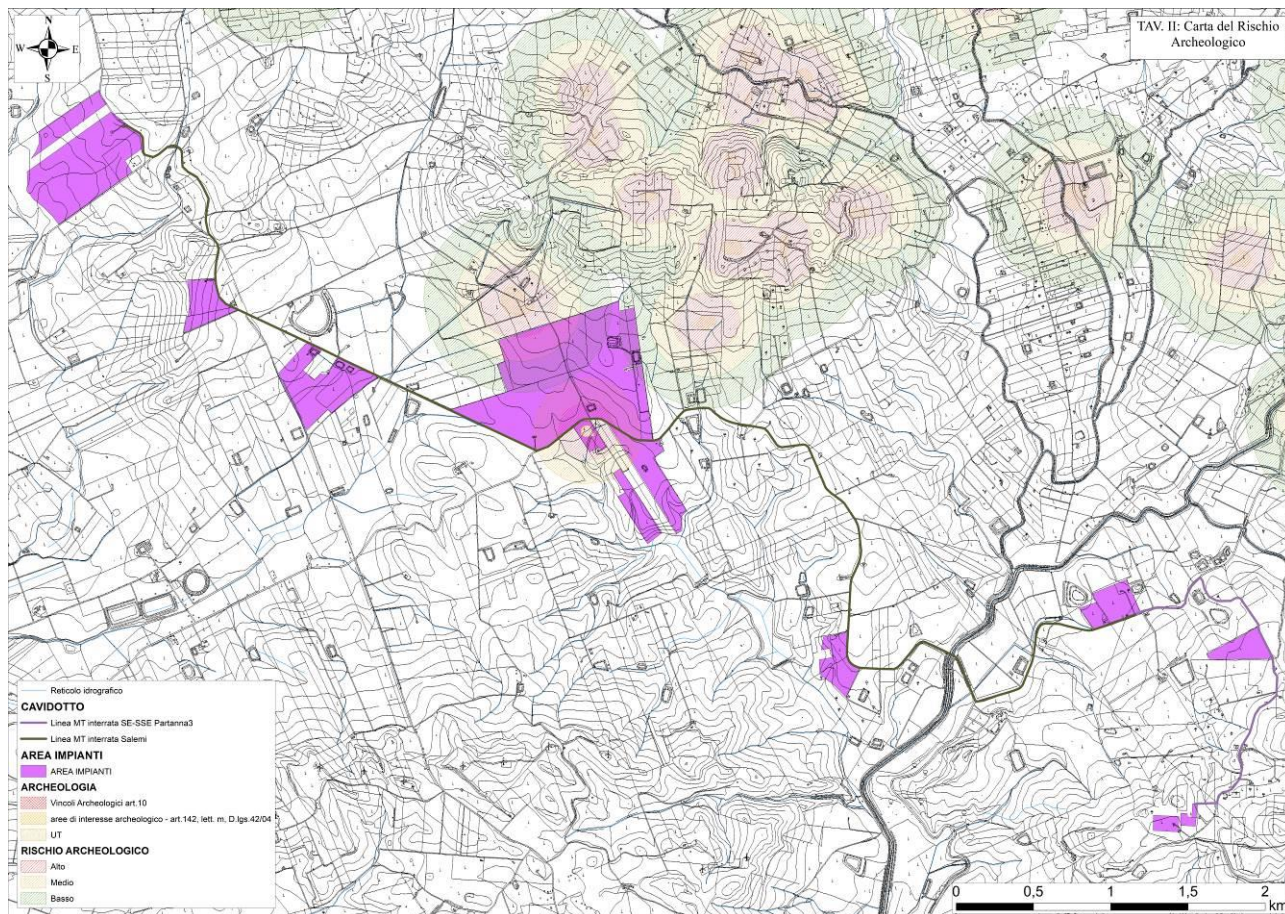 N
W E
S
TAV. II: Carta del Rischio
Archeologico
Reticolo idrografico
CAVIDOTTO
Linea MT interrata SE-SSE Partanna3
Linea MT interrata Salemi
AREA IMPIANTI
AREA IMPIANTI
ARCHEOLOGIA
Vincoli Archeologici art.10
aree di interesse archeologico - art.142, lett. m, D.lgs.42/04
UT
RISCHIO ARCHEOLOGICO
Alto
Medio
Basso
0 0,5 1 1,5 2
km